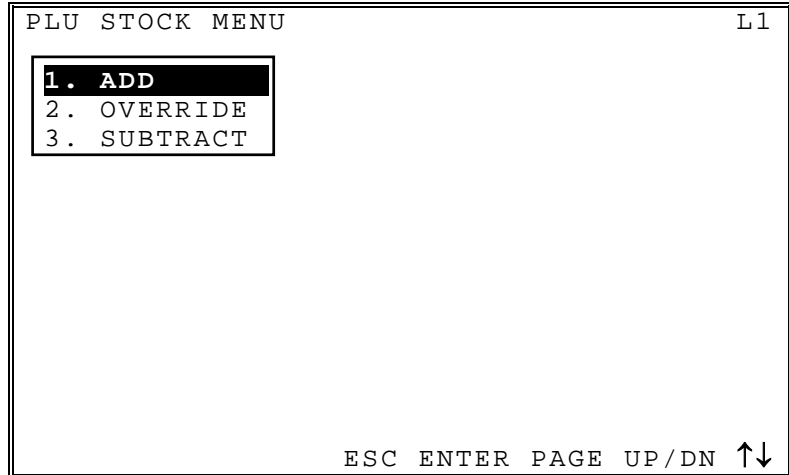 PLU STOCK MENU L1
1. ADD
2. OVERRIDE
3. SUBTRACT
ESC ENTER PAGE UP/DN ↑↓